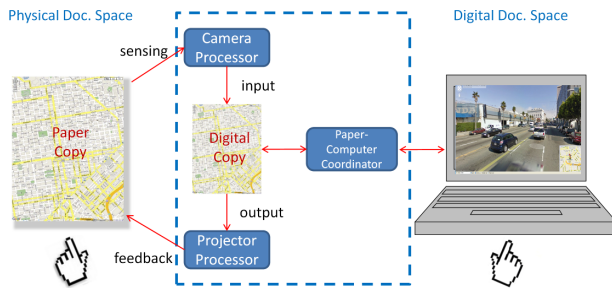 Physical Doc. Space
Digital Doc. Space
sensing
Camera
Processor
input
Paper
Copy
Digital
Copy
Paper-
Computer
Coordinator
output
feedback
Projector
Processor